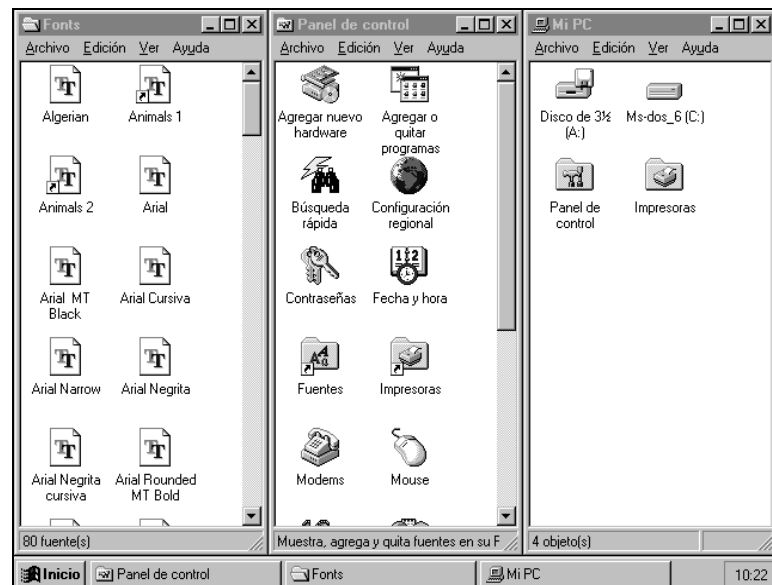 Fonts
Archivo Edición Ver Ayuda
Algerian
Animals 1
Animals 2
Arial
Arial MT
Black
Arial Cursiva
Arial Narrow
Arial Negrita
Arial Negrita
cursiva
Arial Rounded
MT Bold
80 fuente(s)
Panel de control
Archivo Edición Ver Ayuda
Agregar nuevo
hardware
Agregar o
quitar
programas
Búsqueda
rápida
Configuración
regional
Contraseñas
Fecha y hora
Fuentes
Impresoras
Modems
Mouse
Muestra, agrega y quita fuentes en su F
Mi PC
Archivo Edición Ver Ayuda
Disco de 3½
(A:)
Ms-dos_6 (C:)
Panel de
control
Impresoras
4 objeto(s)
Inicio Panel de control Fonts Mi PC 10:22